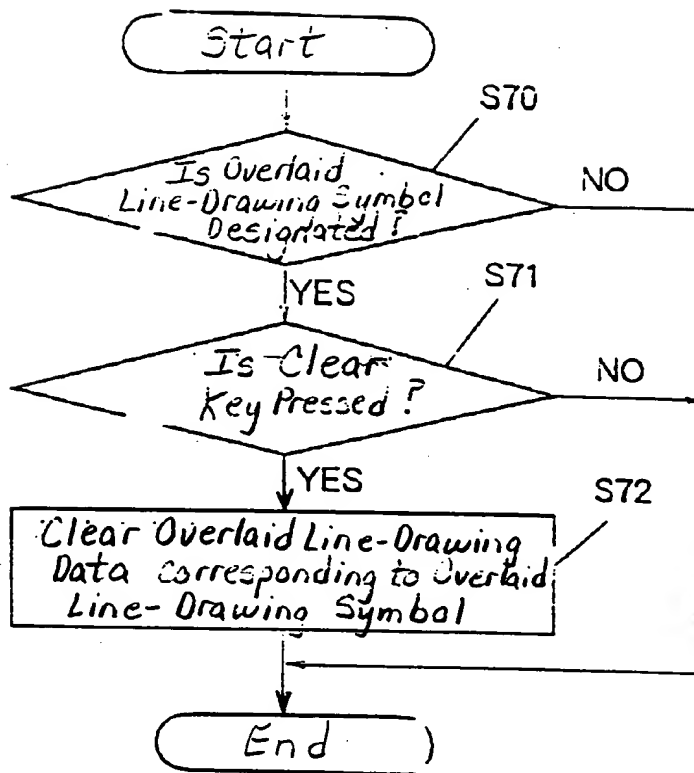 Start
S70
Is Overlaid
Line-Drawing Symbol
Designated?
NO
YES
S71
Is Clear
Key Pressed?
NO
YES
S72
Clear Overlaid Line-Drawing
Data corresponding to Overlaid
Line-Drawing Symbol
End